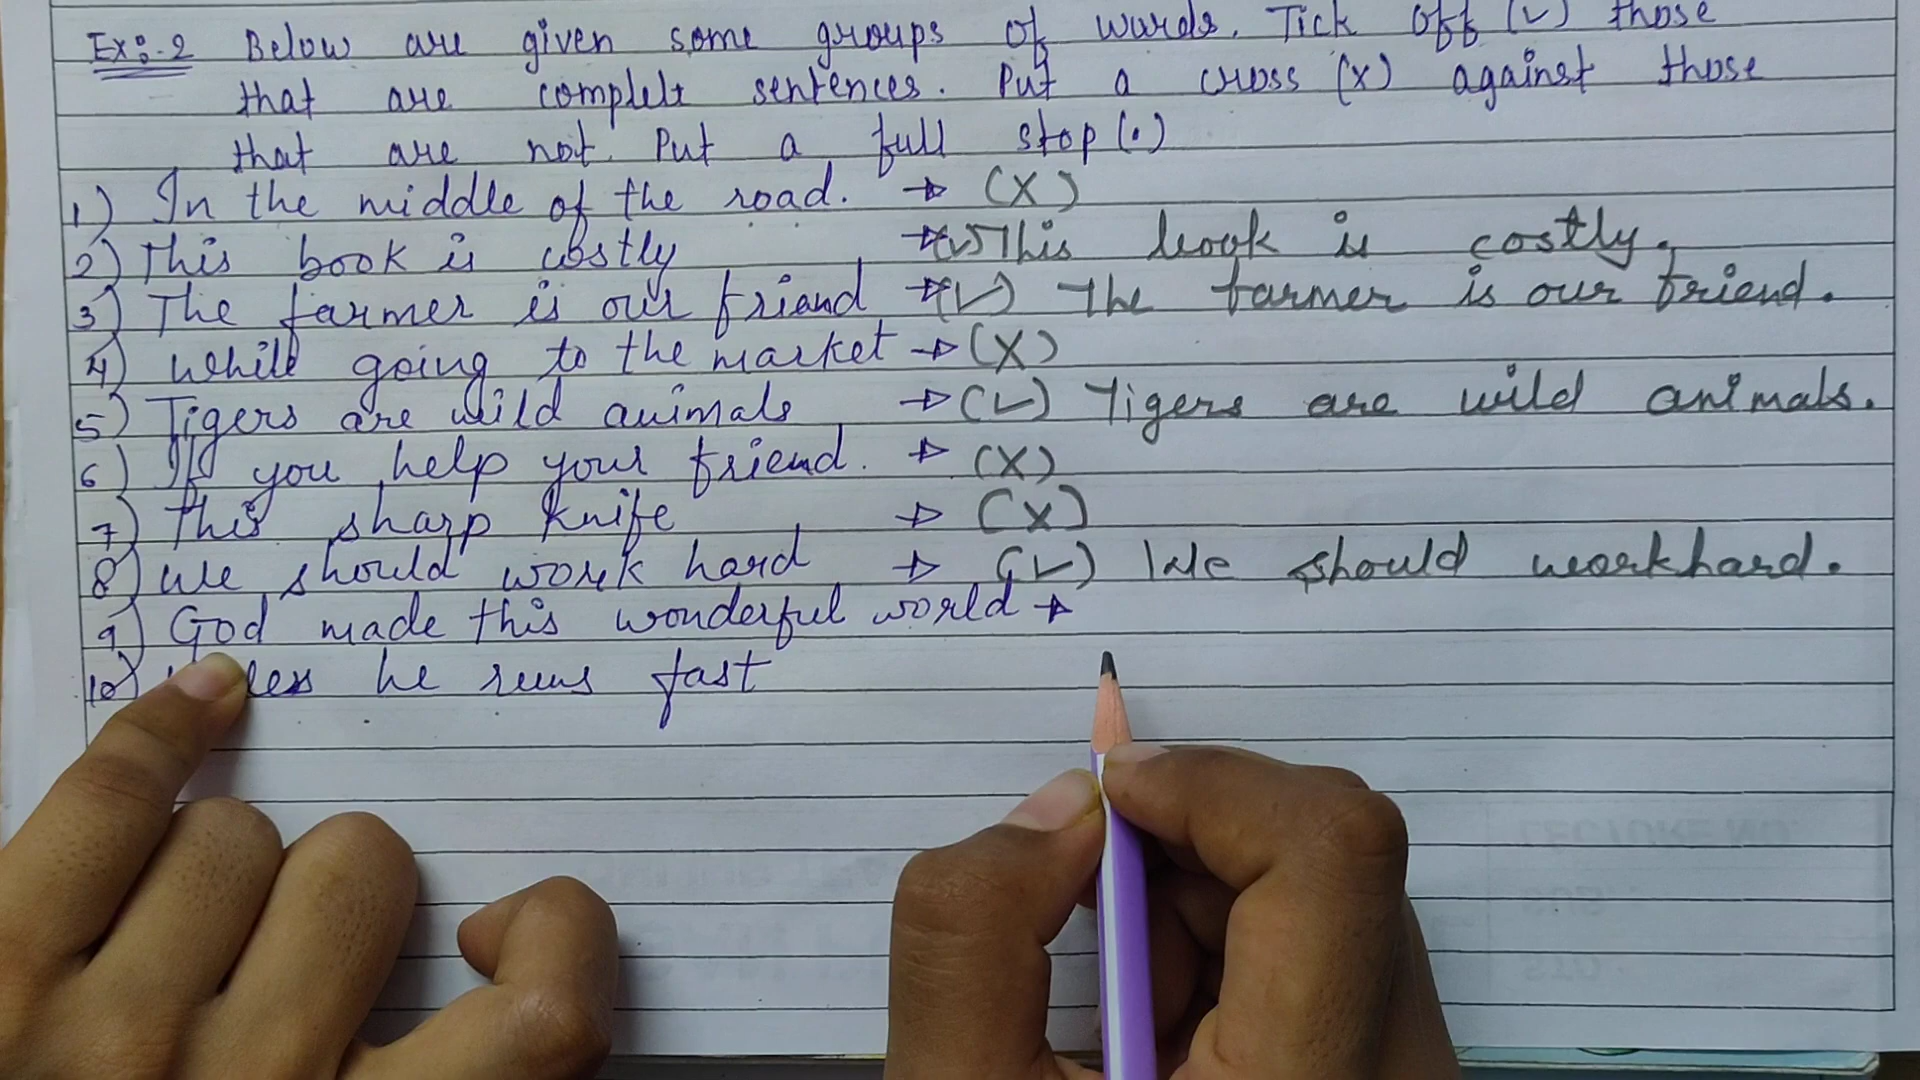 Ex:-2 Below are given some groups of words. Tick off (✓) those
that are complete sentences. Put a cross (x) against those
that are not. Put a full stop (.)
1) In the middle of the road. → (X)
2) This book is costly → (✓) This book is costly.
3) The farmer is our friend → (✓) The farmer is our friend.
4) While going to the market → (X)
5) Tigers are wild animals → (✓) Tigers are wild animals.
6) If you help your friend. → (X)
7) This sharp knife → (X)
8) We should work hard → (✓) We should work hard.
9) God made this wonderful world →
10) he runs fast